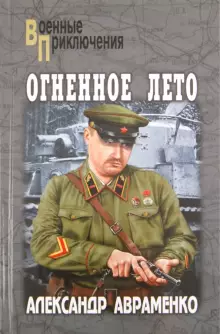 Военные
Приключения
ОГНЕННОЕ ЛЕТО
АЛЕКСАНДР АВРАМЕНКО